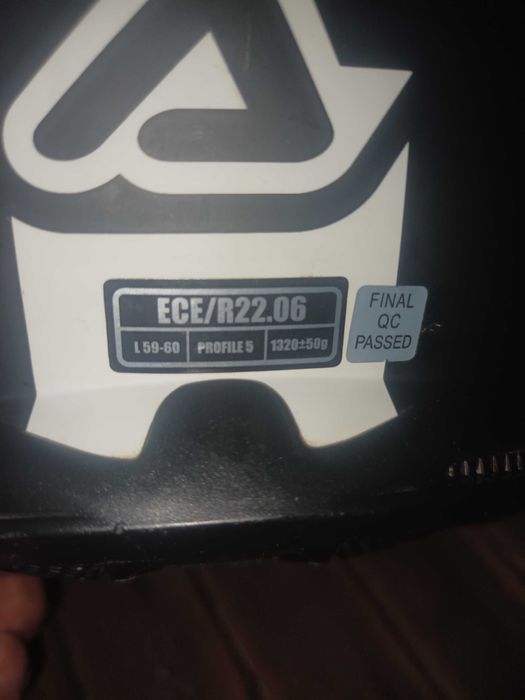 ECE/R22.06
L 59-60 PROFILE 5 1320±50g
FINAL
QC
PASSED